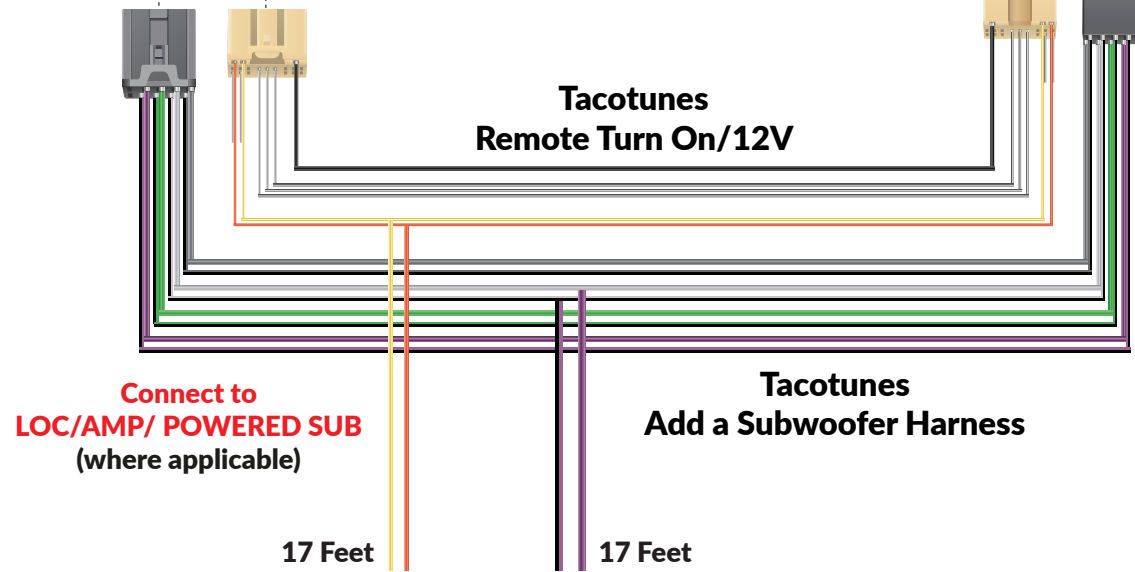 Tacotunes
Remote Turn On/12V
Connect to
LOC/AMP/ POWERED SUB
(where applicable)
Tacotunes
Add a Subwoofer Harness
17 Feet
17 Feet